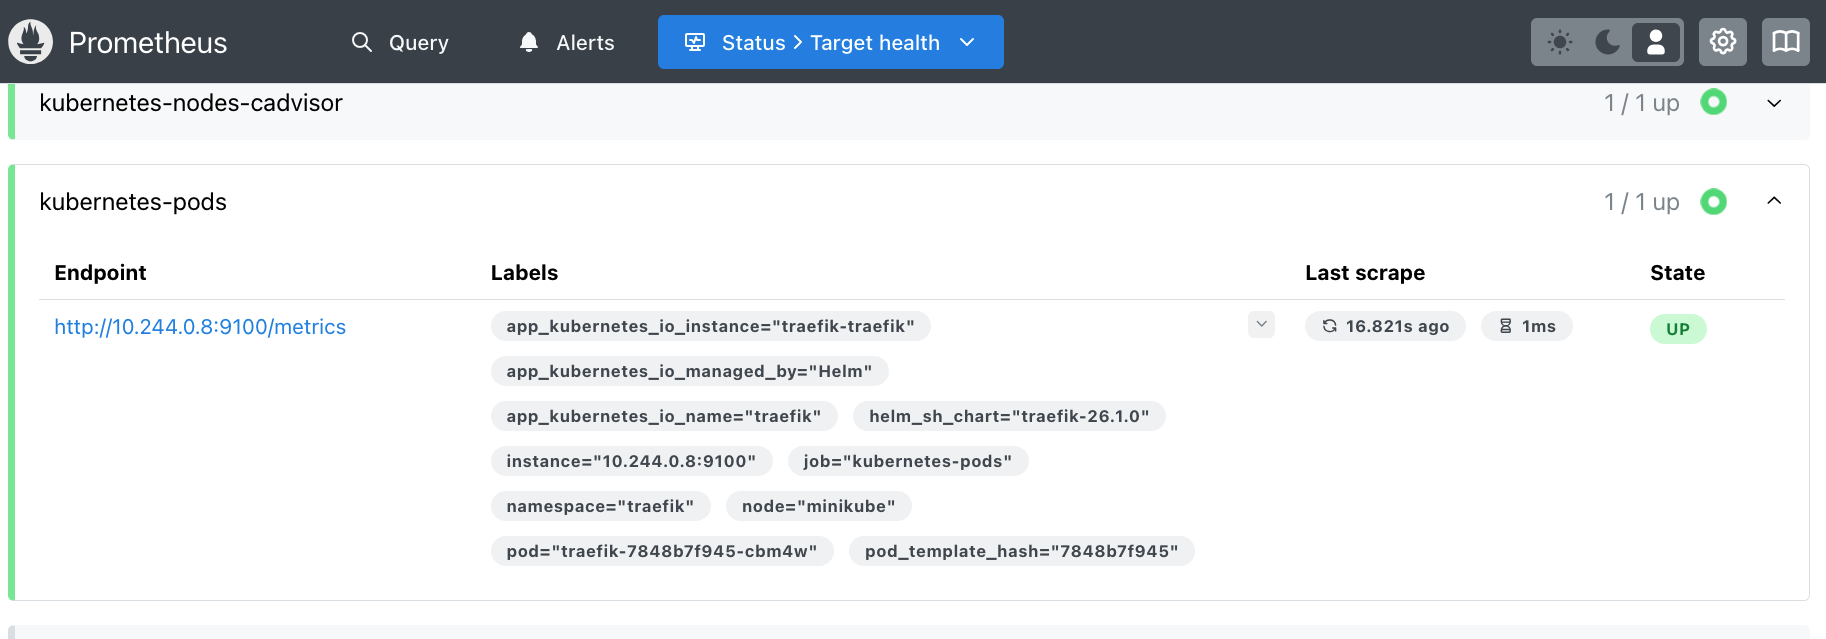 Prometheus Query Alerts Status > Target health
kubernetes-nodes-cadvisor 1 / 1 up
kubernetes-pods 1 / 1 up
Endpoint Labels Last scrape State
http://10.244.0.8:9100/metrics app_kubernetes_io_instance="traefik-traefik" 16.821s ago 1ms UP
app_kubernetes_io_managed_by="Helm"
app_kubernetes_io_name="traefik" helm_sh_chart="traefik-26.1.0"
instance="10.244.0.8:9100" job="kubernetes-pods"
namespace="traefik" node="minikube"
pod="traefik-7848b7f945-cbm4w" pod_template_hash="7848b7f945"